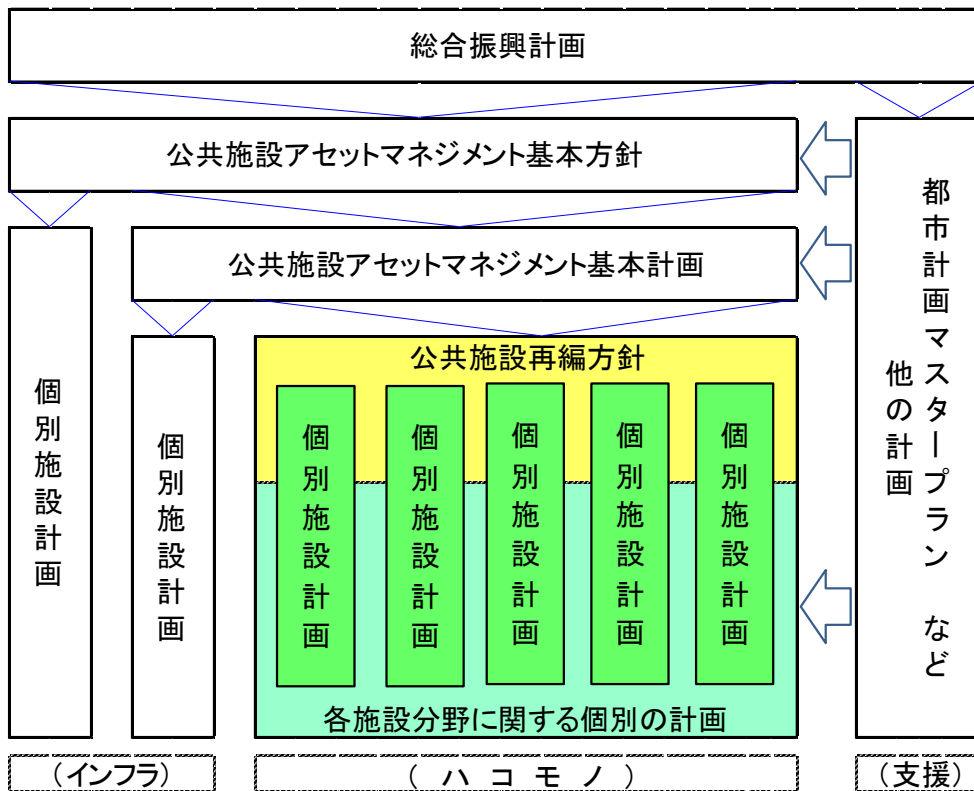 総合振興計画
公共施設アセットマネジメント基本方針
公共施設アセットマネジメント基本計画
個別施設計画
個別施設計画
公共施設再編方針
個別施設計画
個別施設計画
個別施設計画
個別施設計画
個別施設計画
各施設分野に関する個別の計画
都市計画マスタープラン など
他の計画
（インフラ）
（ハコモノ）
（支援）